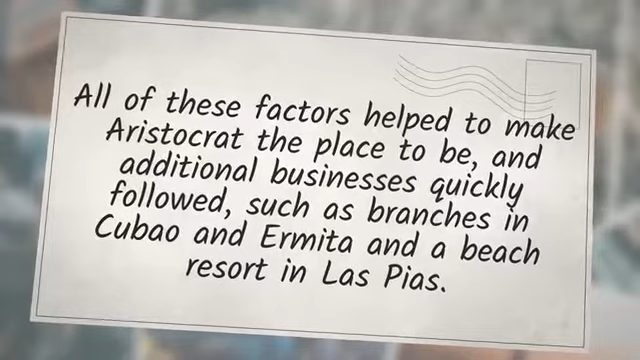 All of these factors helped to make
Aristocrat the place to be, and
additional businesses quickly
followed, such as branches in
Cubao and Ermita and a beach
resort in Las Pias.